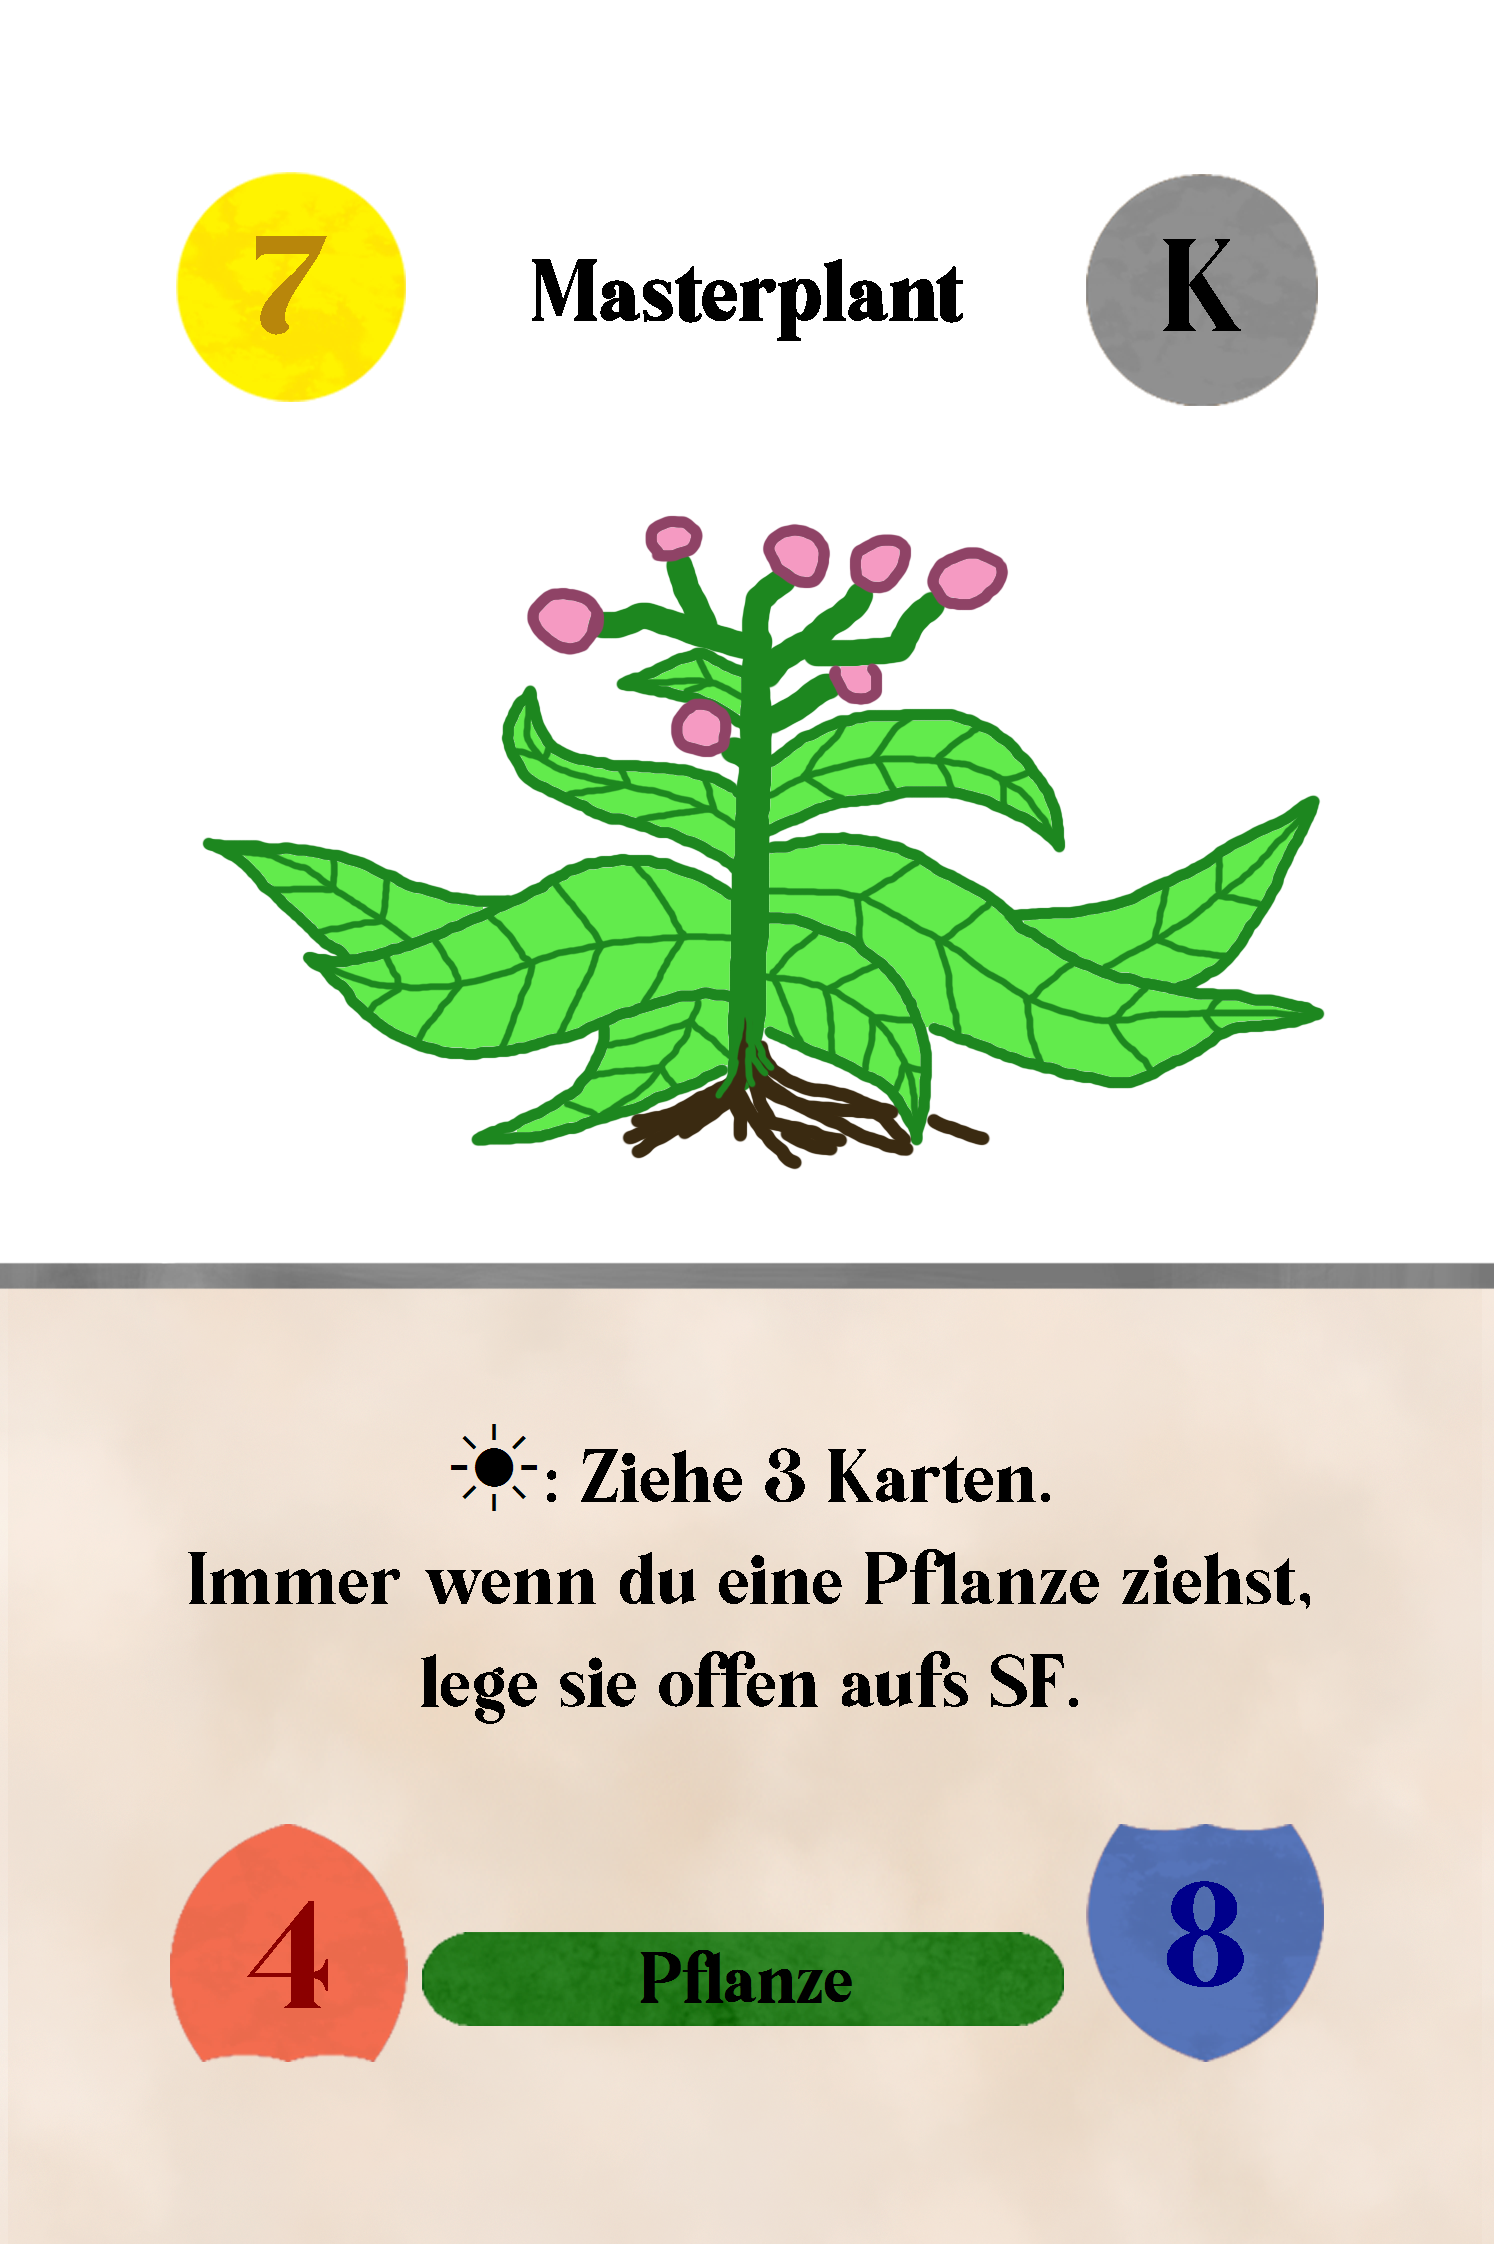 7 Masterplant K
☀: Ziehe 3 Karten.
Immer wenn du eine Pflanze ziehst,
lege sie offen aufs SF.
4 Pflanze 8